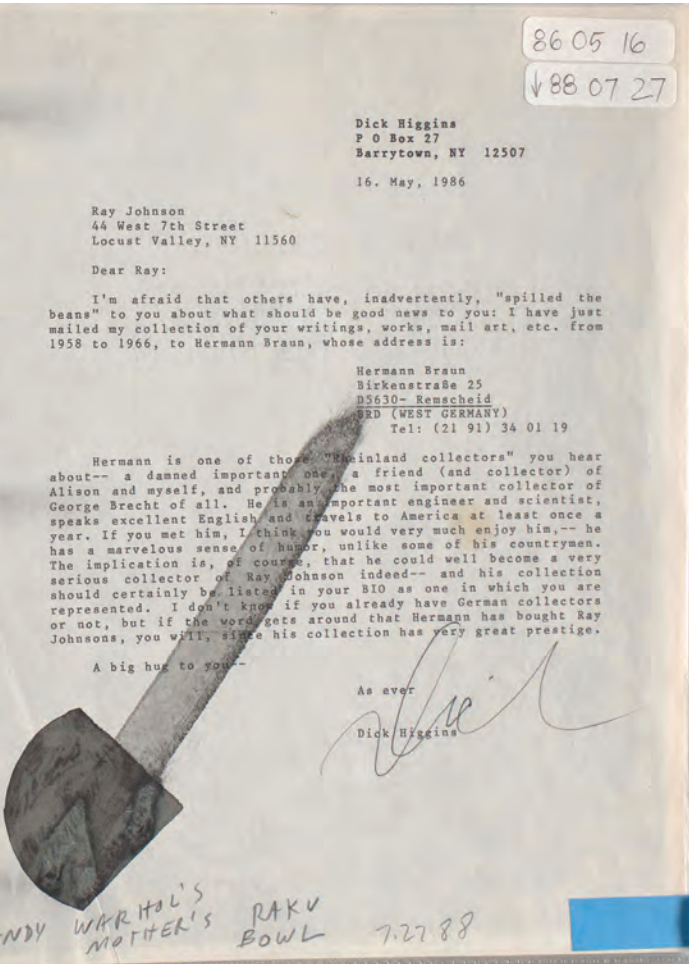 86 05 16
↓88 07 27
Dick Higgins
P O Box 27
Barrytown, NY 12507
16. May, 1986
Ray Johnson
44 West 7th Street
Locust Valley, NY 11560
Dear Ray:
I'm afraid that others have, inadvertently, "spilled the
beans" to you about what should be good news to you: I have just
mailed my collection of your writings, works, mail art, etc. from
1958 to 1966, to Hermann Braun, whose address is:
Hermann Braun
Birkenstraße 25
D5630- Remscheid
BRD (WEST GERMANY)
Tel: (21 91) 34 01 19
Hermann is one of those "Rheinland collectors" you hear
about-- a damned important one, a friend (and collector) of
Alison and myself, and probably the most important collector of
George Brecht of all. He is an important engineer and scientist,
speaks excellent English and travels to America at least once a
year. If you met him, I think you would very much enjoy him,-- he
has a marvelous sense of humor, unlike some of his countrymen.
The implication is, of course, that he could well become a very
serious collector of Ray Johnson indeed-- and his collection
should certainly be listed in your BIO as one in which you are
represented. I don't know if you already have German collectors
or not, but if the word gets around that Hermann has bought Ray
Johnsons, you will, since his collection has very great prestige.
A big hug to you--
As ever
Dick
Dick Higgins
NDY WARHOL'S
MOTHER'S
RAKU
BOWL
7.27 88